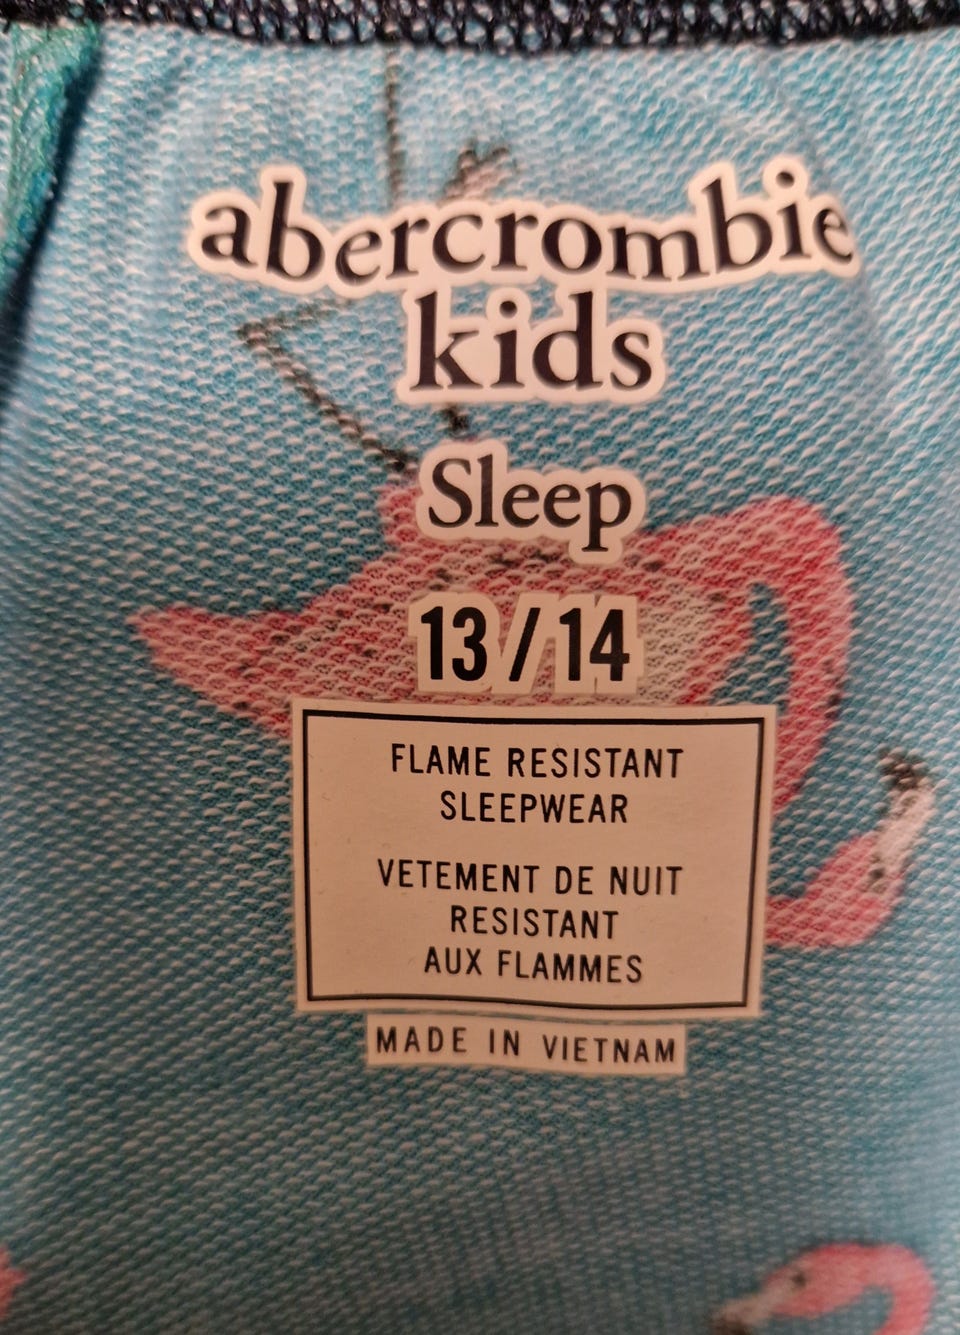 abercrombie
kids
Sleep
13/14
FLAME RESISTANT
SLEEPWEAR
VETEMENT DE NUIT
RESISTANT
AUX FLAMMES
MADE IN VIETNAM